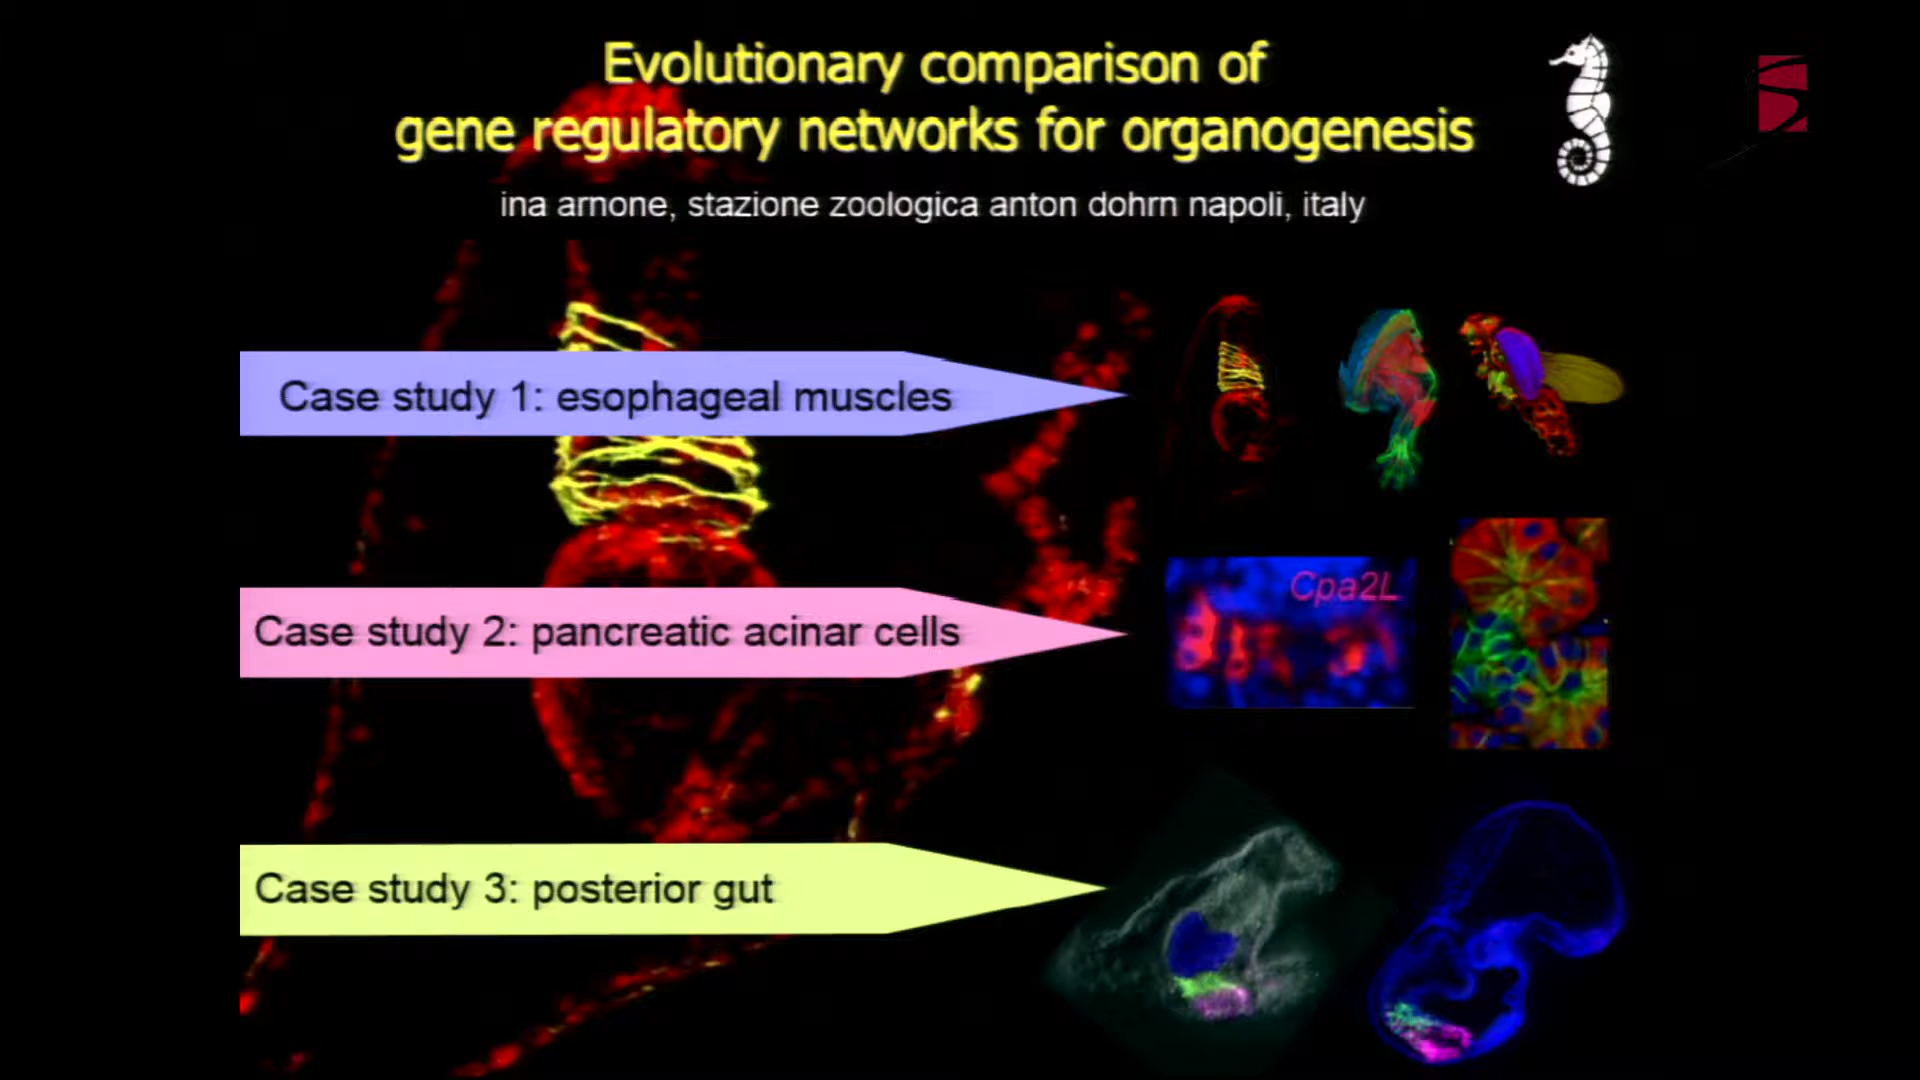 Evolutionary comparison of
gene regulatory networks for organogenesis
ina arnone, stazione zoologica anton dohrn napoli, italy
Case study 1: esophageal muscles
Case study 2: pancreatic acinar cells
Cpa2L
Case study 3: posterior gut